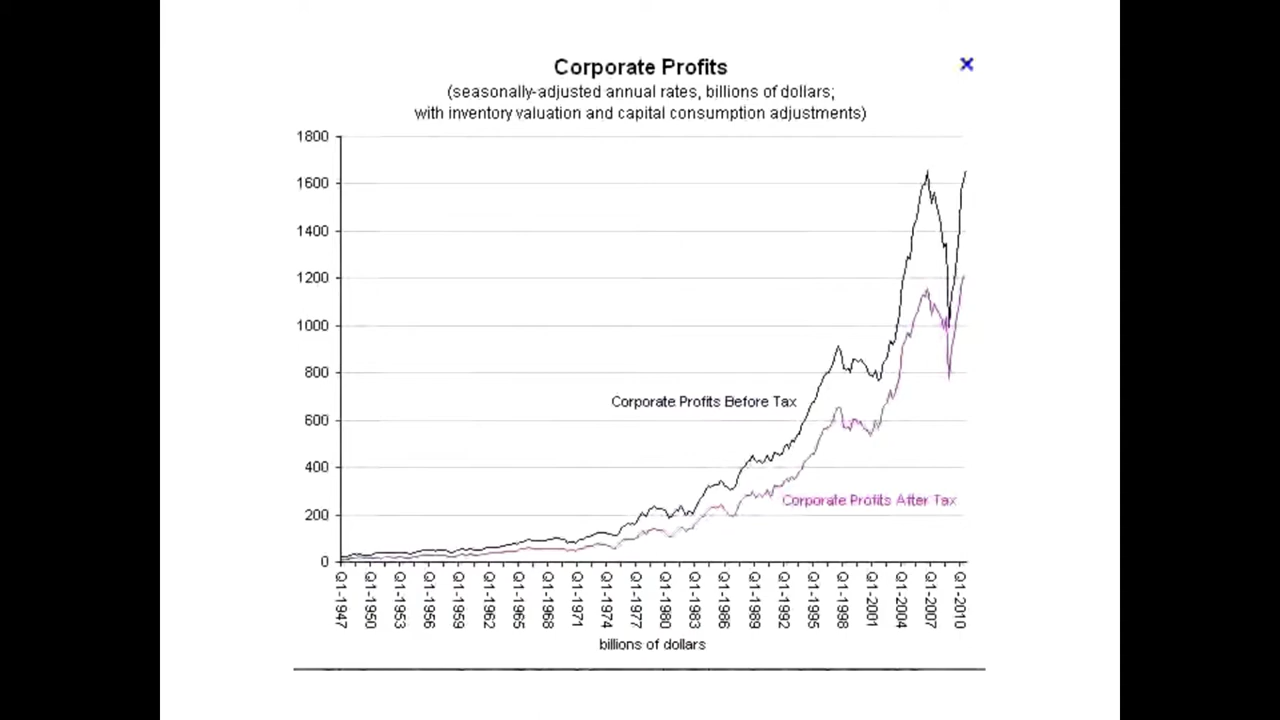 Corporate Profits
(seasonally-adjusted annual rates, billions of dollars;
with inventory valuation and capital consumption adjustments)
1800
1600
1400
1200
1000
800
600
400
200
0
Corporate Profits Before Tax
Corporate Profits After Tax
Q1-1947
Q1-1950
Q1-1953
Q1-1956
Q1-1959
Q1-1962
Q1-1965
Q1-1968
Q1-1971
Q1-1974
Q1-1977
Q1-1980
Q1-1983
Q1-1986
Q1-1989
Q1-1992
Q1-1995
Q1-1998
Q1-2001
Q1-2004
Q1-2007
Q1-2010
billions of dollars